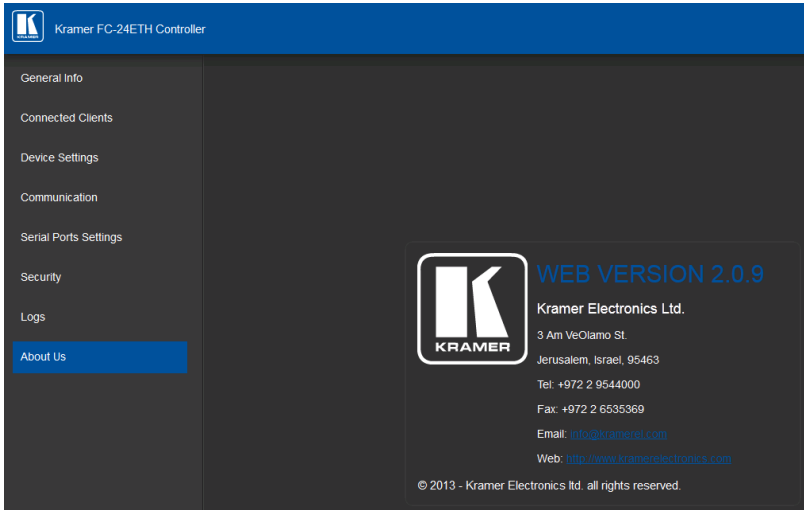 KRAMER
Kramer FC-24ETH Controller
General Info
Connected Clients
Device Settings
Communication
Serial Ports Settings
Security
Logs
About Us
KRAMER
WEB VERSION 2.0.9
Kramer Electronics Ltd.
3 Am VeOlamo St.
Jerusalem, Israel, 95463
Tel: +972 2 9544000
Fax: +972 2 6535369
Email: info@kramerel.com
Web: http://www.kramerelectronics.com
© 2013 - Kramer Electronics ltd. all rights reserved.